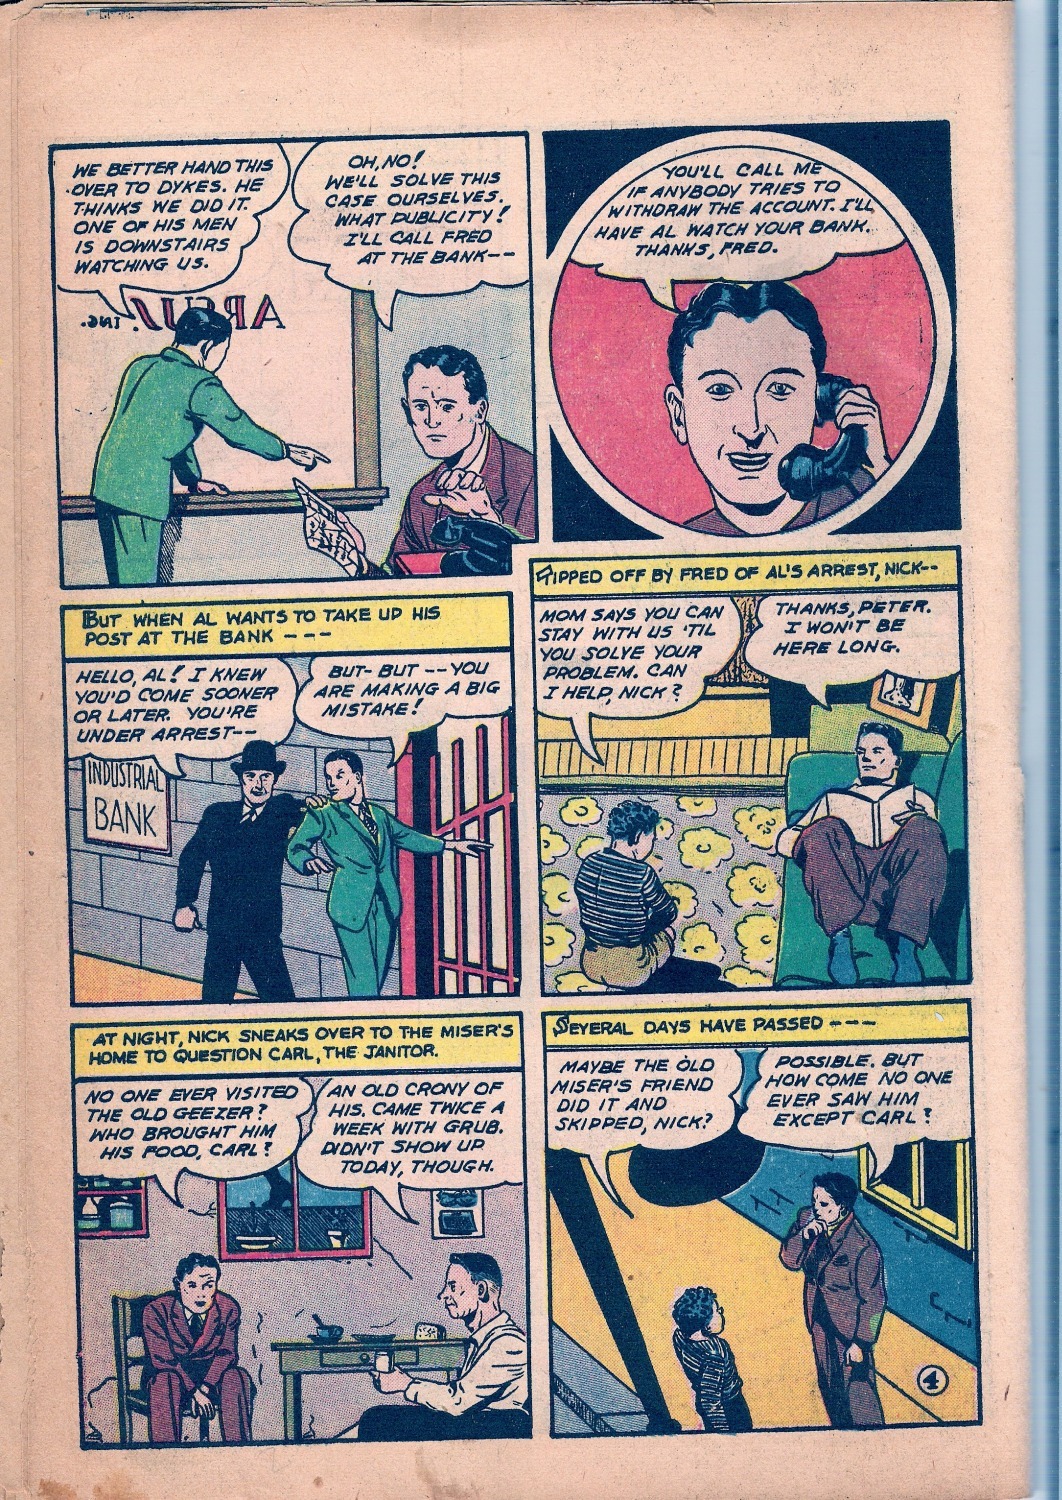 WE BETTER HAND THIS
OVER TO DYKES. HE
THINKS WE DID IT.
ONE OF HIS MEN
IS DOWNSTAIRS
WATCHING US.
OH, NO!
WE'LL SOLVE THIS
CASE OURSELVES.
WHAT PUBLICITY!
I'LL CALL FRED
AT THE BANK--
ARGUS
INC.
YOU'LL CALL ME
IF ANYBODY TRIES TO
WITHDRAW THE ACCOUNT. I'LL
HAVE AL WATCH YOUR BANK.
THANKS, FRED.
BUT WHEN AL WANTS TO TAKE UP HIS
POST AT THE BANK ---
HELLO, AL! I KNEW
YOU'D COME SOONER
OR LATER. YOU'RE
UNDER ARREST--
BUT- BUT --YOU
ARE MAKING A BIG
MISTAKE!
INDUSTRIAL
BANK
TIPPED OFF BY FRED OF AL'S ARREST, NICK--
MOM SAYS YOU CAN
STAY WITH US 'TIL
YOU SOLVE YOUR
PROBLEM. CAN
I HELP, NICK?
THANKS, PETER.
I WON'T BE
HERE LONG.
AT NIGHT, NICK SNEAKS OVER TO THE MISER'S
HOME TO QUESTION CARL, THE JANITOR.
NO ONE EVER VISITED
THE OLD GEEZER?
WHO BROUGHT HIM
HIS FOOD, CARL?
AN OLD CRONY OF
HIS. CAME TWICE A
WEEK WITH GRUB.
DIDN'T SHOW UP
TODAY, THOUGH.
SEVERAL DAYS HAVE PASSED ---
MAYBE THE OLD
MISER'S FRIEND
DID IT AND
SKIPPED, NICK?
POSSIBLE. BUT
HOW COME NO ONE
EVER SAW HIM
EXCEPT CARL?
4